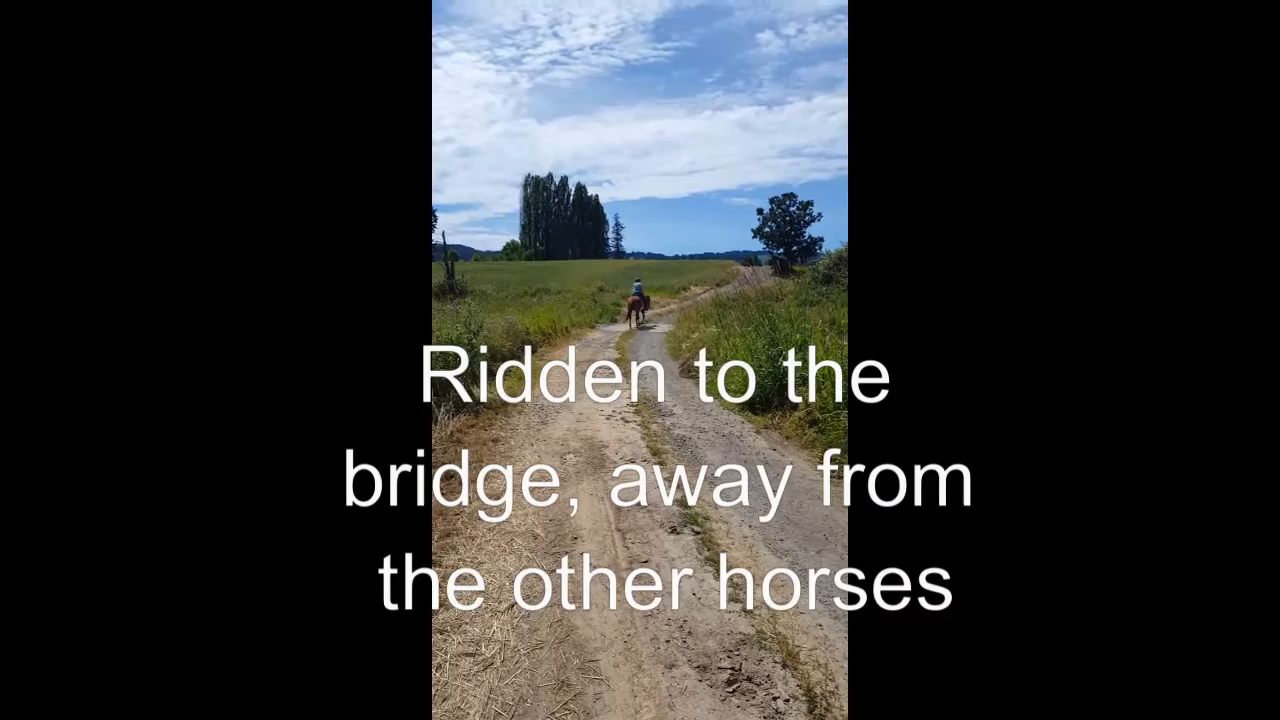 Ridden to the
bridge, away from
the other horses